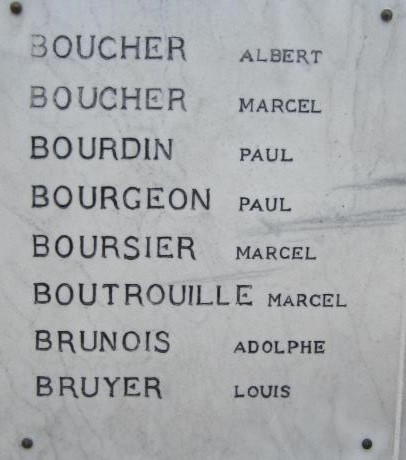 BOUCHER ALBERT
BOUCHER MARCEL
BOURDIN PAUL
BOURGEON PAUL
BOURSIER MARCEL
BOUTROUILLE MARCEL
BRUNOIS ADOLPHE
BRUYER LOUIS